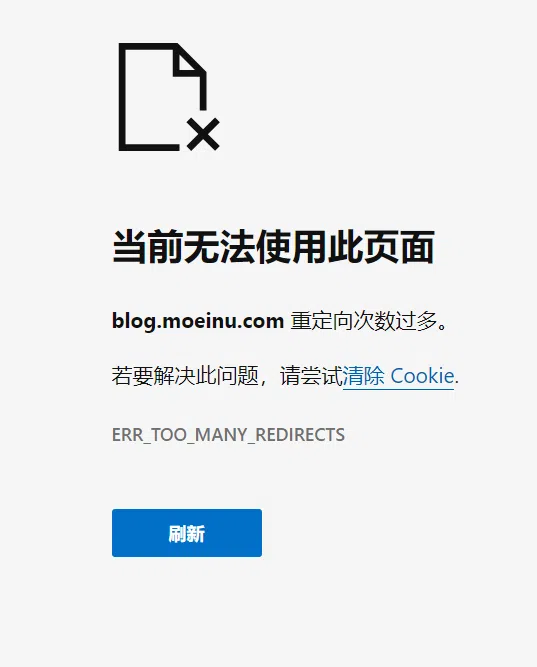 当前无法使用此页面
blog.moeinu.com 重定向次数过多。
若要解决此问题，请尝试清除 Cookie.
ERR_TOO_MANY_REDIRECTS
刷新